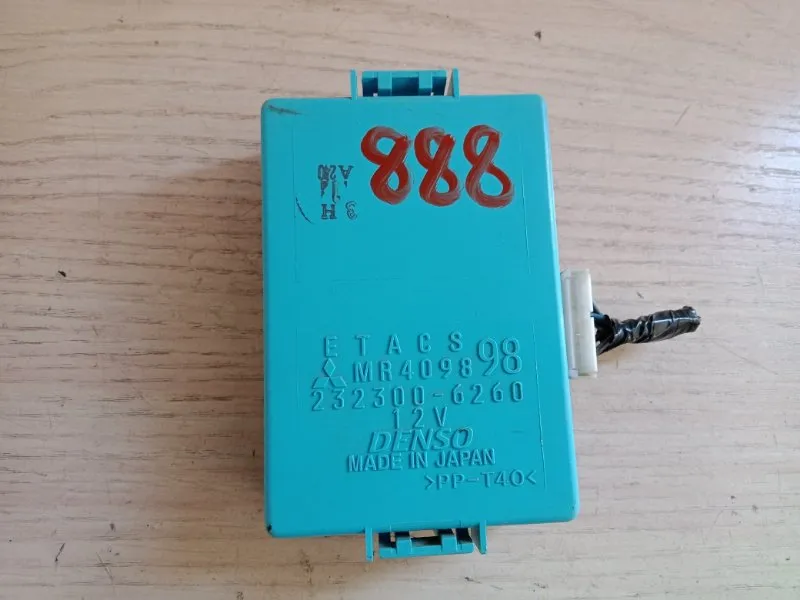 888
ETACS
MR409898
232300-6260
12V
DENSO
MADE IN JAPAN
>PP-T40<